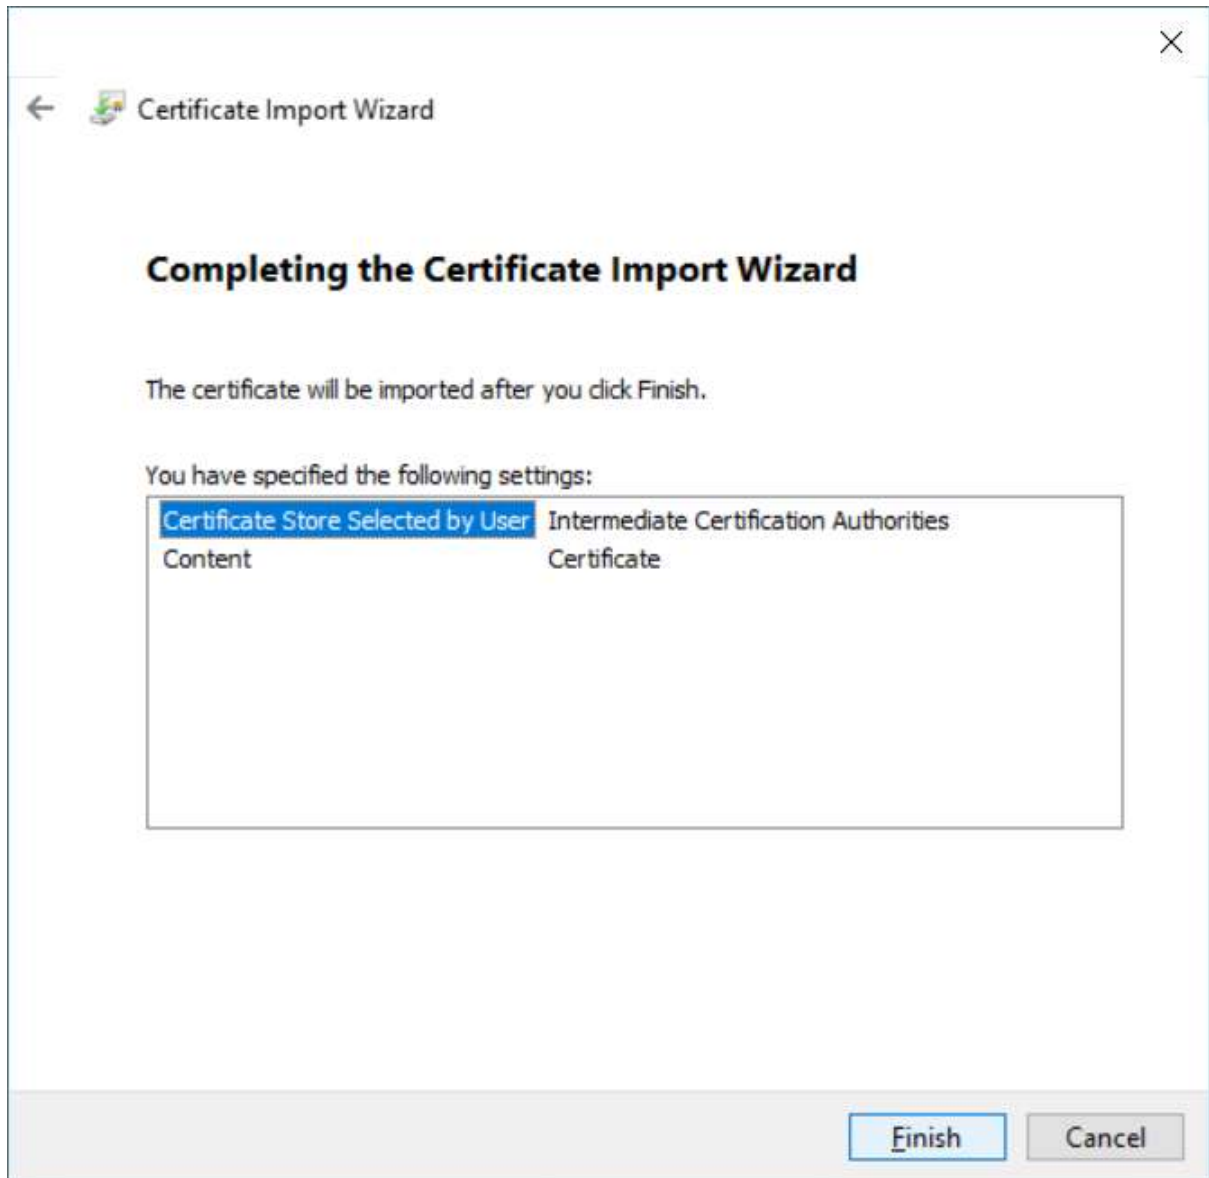 Certificate Import Wizard
Completing the Certificate Import Wizard
The certificate will be imported after you click Finish.
You have specified the following settings:
Certificate Store Selected by User Intermediate Certification Authorities
Content Certificate
Finish Cancel